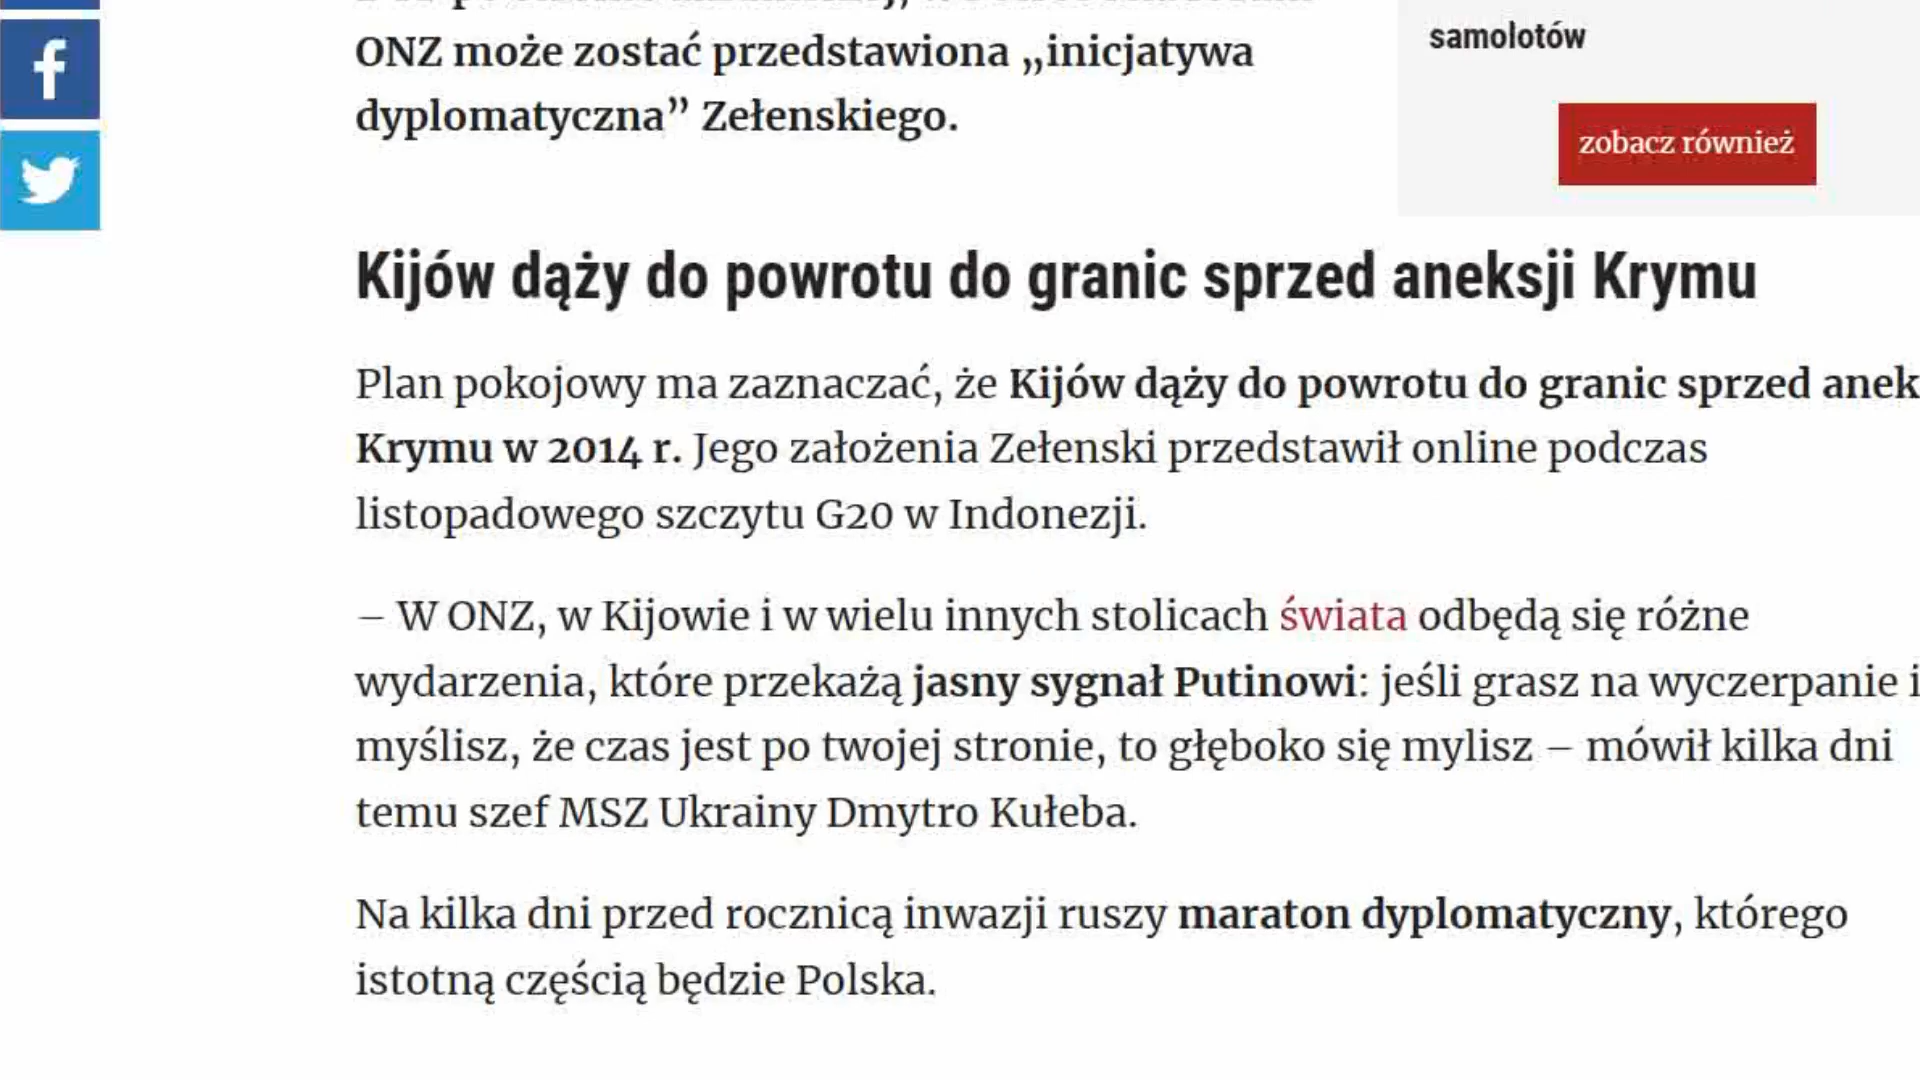 ONZ może zostać przedstawiona „inicjatywa
dyplomatyczna” Zełenskiego.
samolotów
zobacz również
Kijów dąży do powrotu do granic sprzed aneksji Krymu
Plan pokojowy ma zaznaczać, że Kijów dąży do powrotu do granic sprzed anek
Krymu w 2014 r. Jego założenia Zełenski przedstawił online podczas
listopadowego szczytu G20 w Indonezji.
– W ONZ, w Kijowie i w wielu innych stolicach świata odbędą się różne
wydarzenia, które przekażą jasny sygnał Putinowi: jeśli grasz na wyczerpanie i
myślisz, że czas jest po twojej stronie, to głęboko się mylisz – mówił kilka dni
temu szef MSZ Ukrainy Dmytro Kułeba.
Na kilka dni przed rocznicą inwazji ruszy maraton dyplomatyczny, którego
istotną częścią będzie Polska.